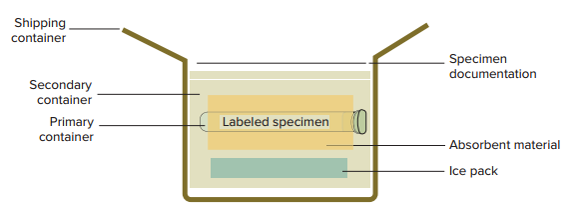 Shipping
container
Specimen
documentation
Secondary
container
Primary
container
Labeled specimen
Absorbent material
Ice pack